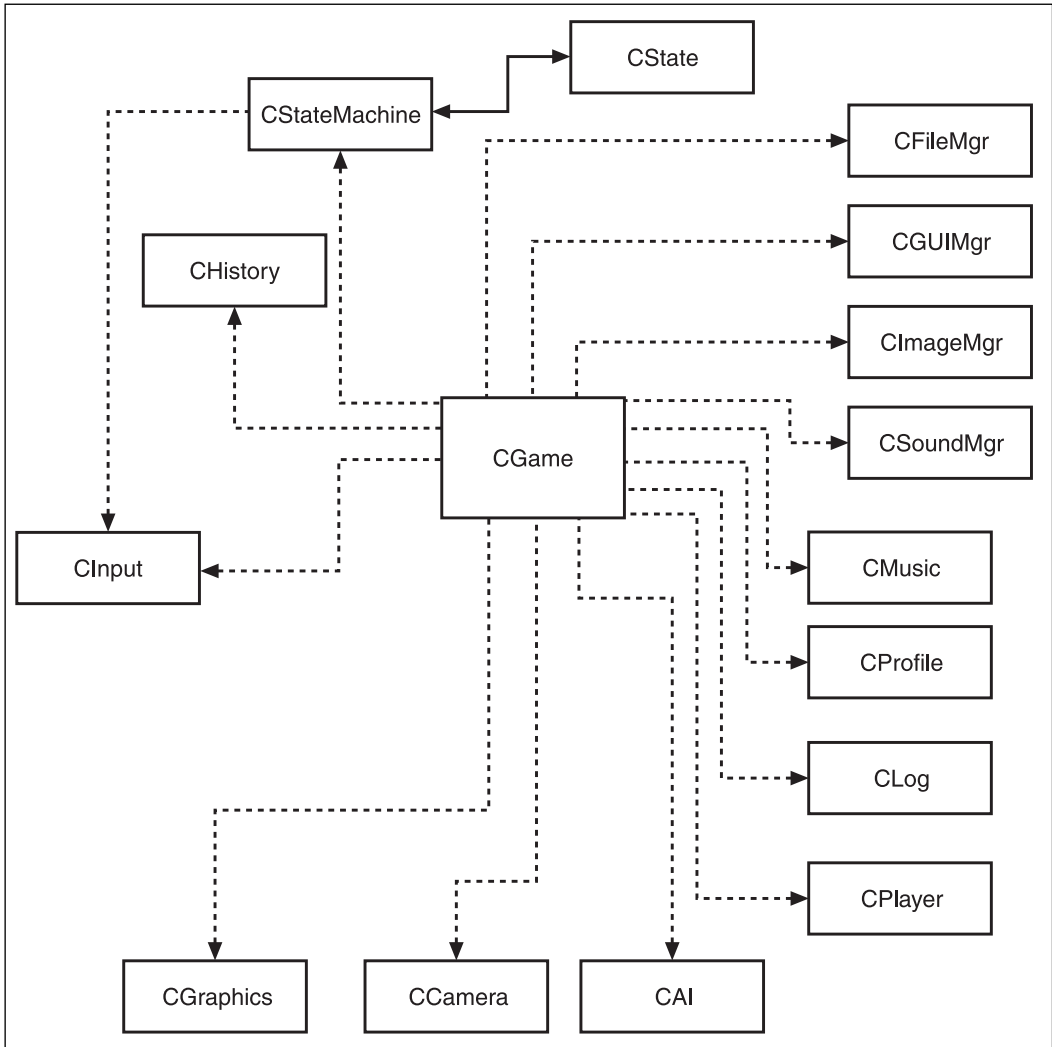 CState
CStateMachine
CFileMgr
CGUIMgr
CHistory
CImageMgr
CSoundMgr
CGame
CInput
CMusic
CProfile
CLog
CPlayer
CGraphics
CCamera
CAI